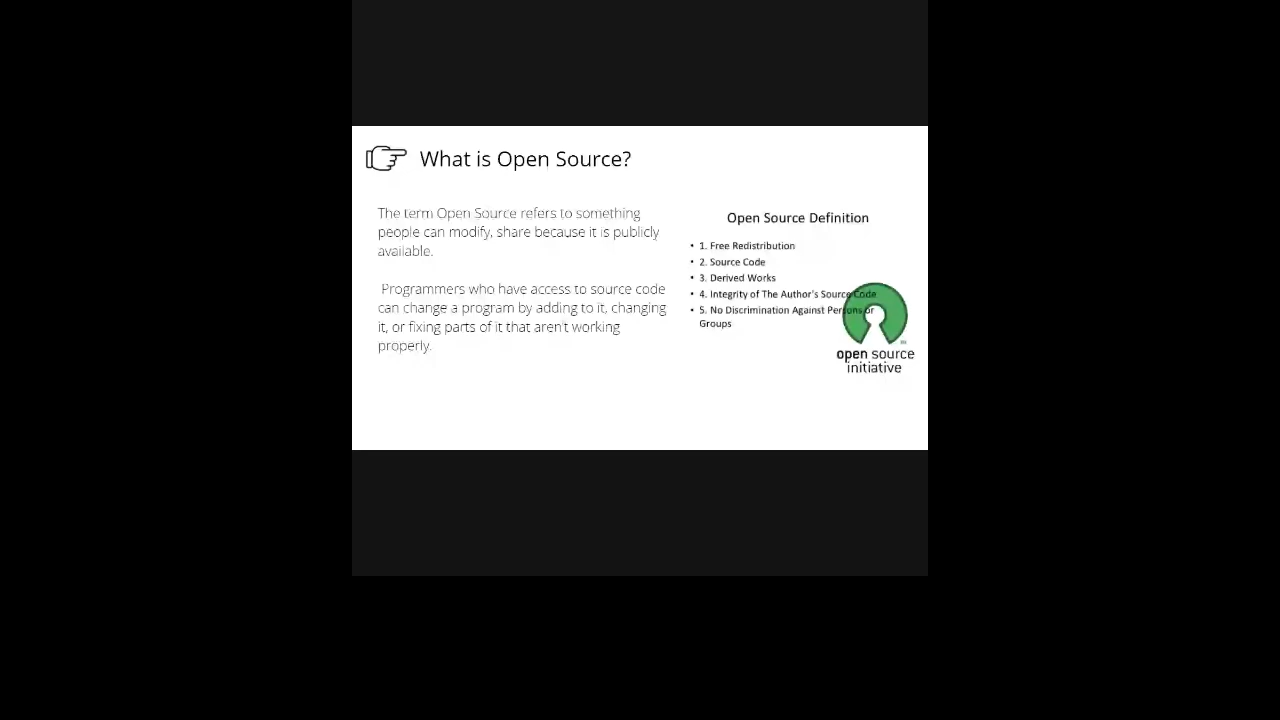 What is Open Source?
The term Open Source refers to something
people can modify, share because it is publicly
available.
Programmers who have access to source code
can change a program by adding to it, changing
it, or fixing parts of it that aren't working
properly.
Open Source Definition
• 1. Free Redistribution
• 2. Source Code
• 3. Derived Works
• 4. Integrity of The Author's Source Code
• 5. No Discrimination Against Persons or
Groups
open source
initiative